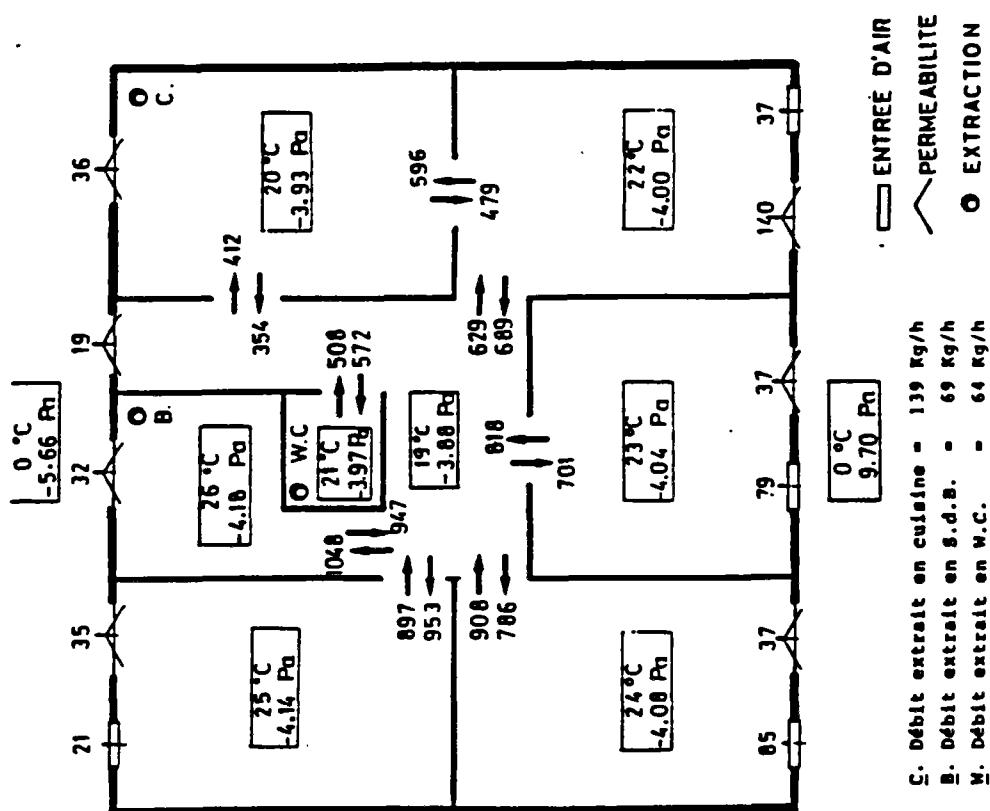 0 °C
-5.66 Pa
21
35
32
19
36
B.
C.
25 °C
-4.14 Pa
26 °C
-4.18 Pa
W.C
21 °C
-3.97 Pa
20 °C
-3.93 Pa
412
354
508
572
1048
947
897
953
19 °C
-3.88 Pa
596
479
629
689
908
786
818
701
24 °C
-4.08 Pa
23 °C
-4.04 Pa
22 °C
-4.00 Pa
85
37
79
37
140
37
0 °C
9.70 Pa
C. Débit extrait en cuisine = 139 Kg/h
B. Débit extrait en S.d.B. = 69 Kg/h
W. Débit extrait en W.C. = 64 Kg/h
ENTREE D'AIR
PERMEABILITE
EXTRACTION